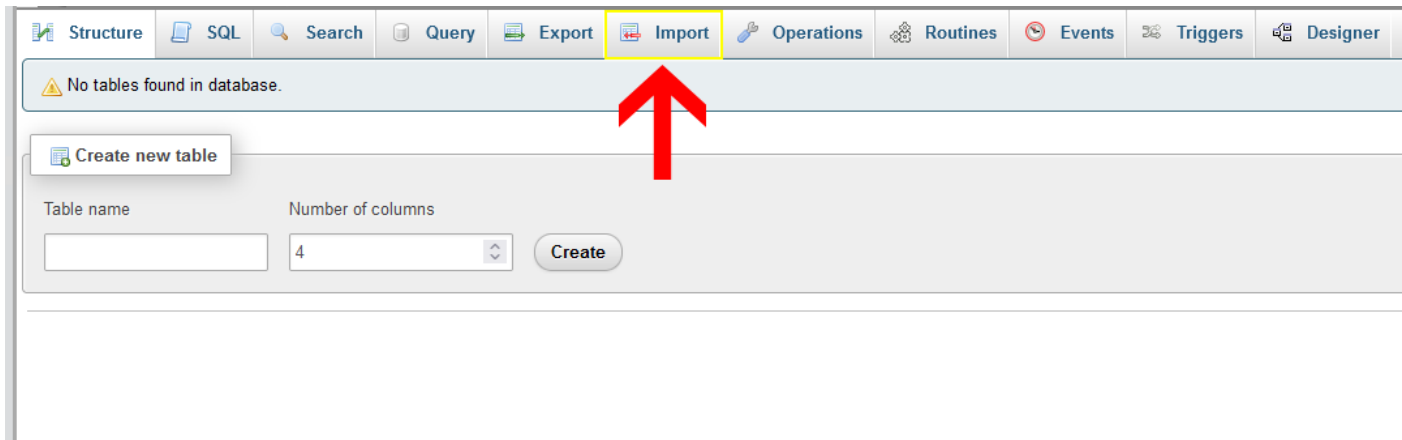 Structure SQL Search Query Export Import Operations Routines Events Triggers Designer
No tables found in database.
Create new table
Table name Number of columns
4 Create